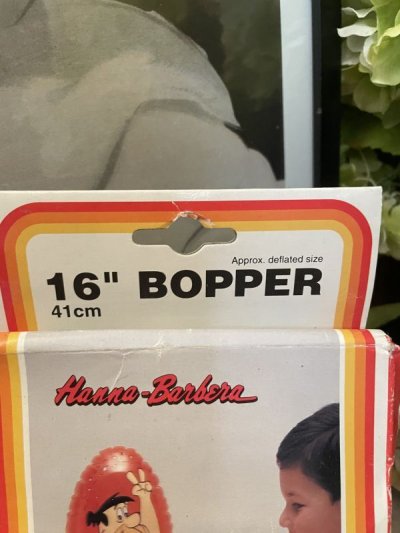 Approx. deflated size
16" BOPPER
41cm
Hanna-Barbera